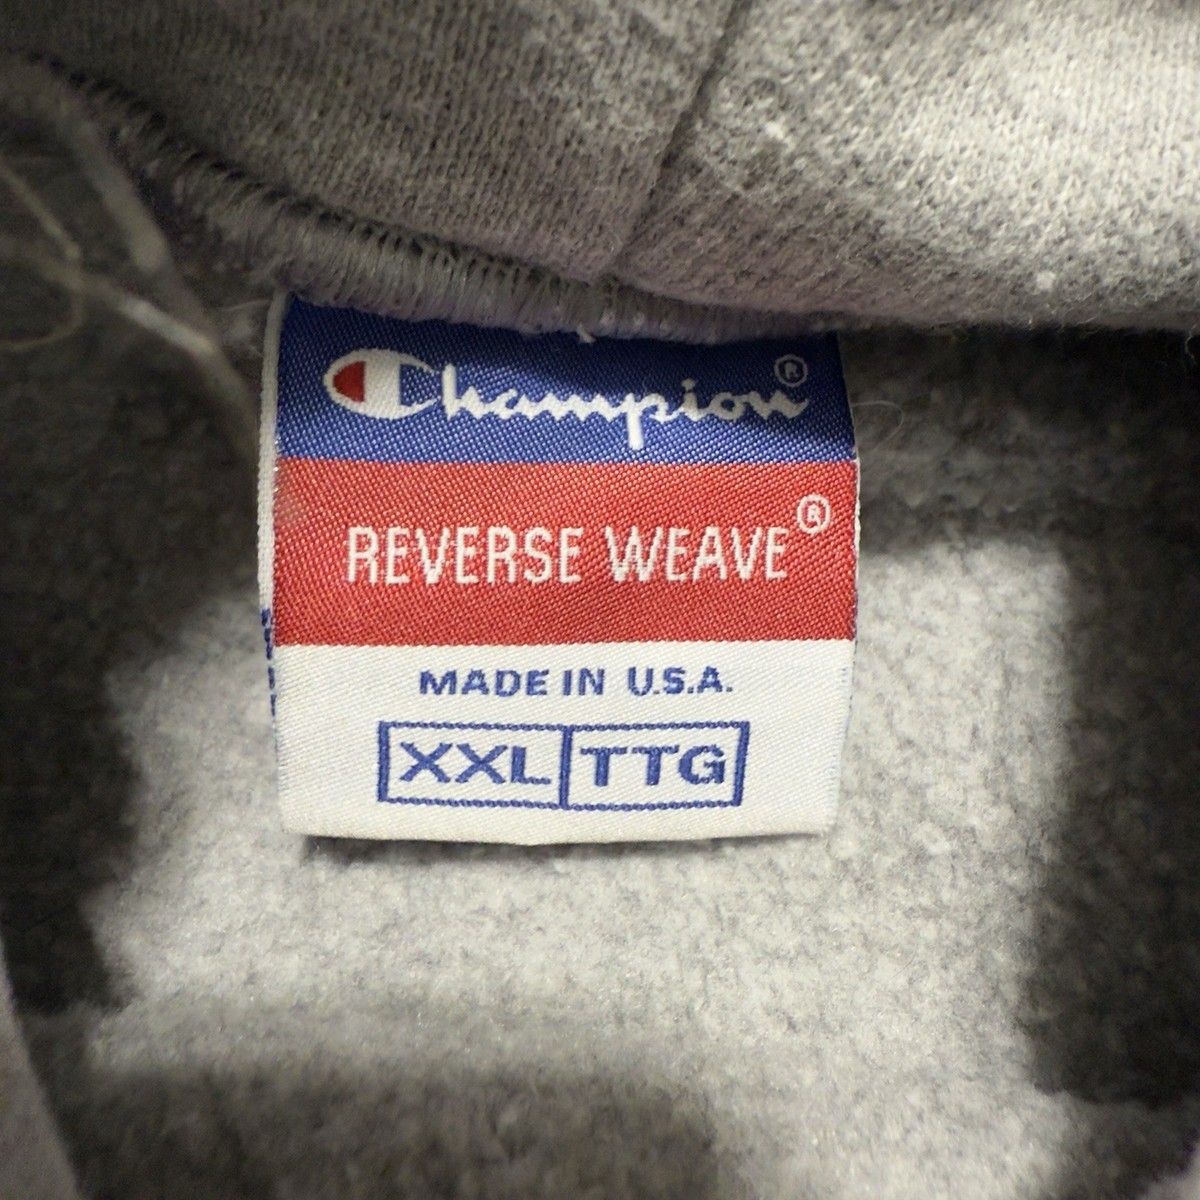 Champion®
REVERSE WEAVE®
MADE IN U.S.A.
XXL TTG